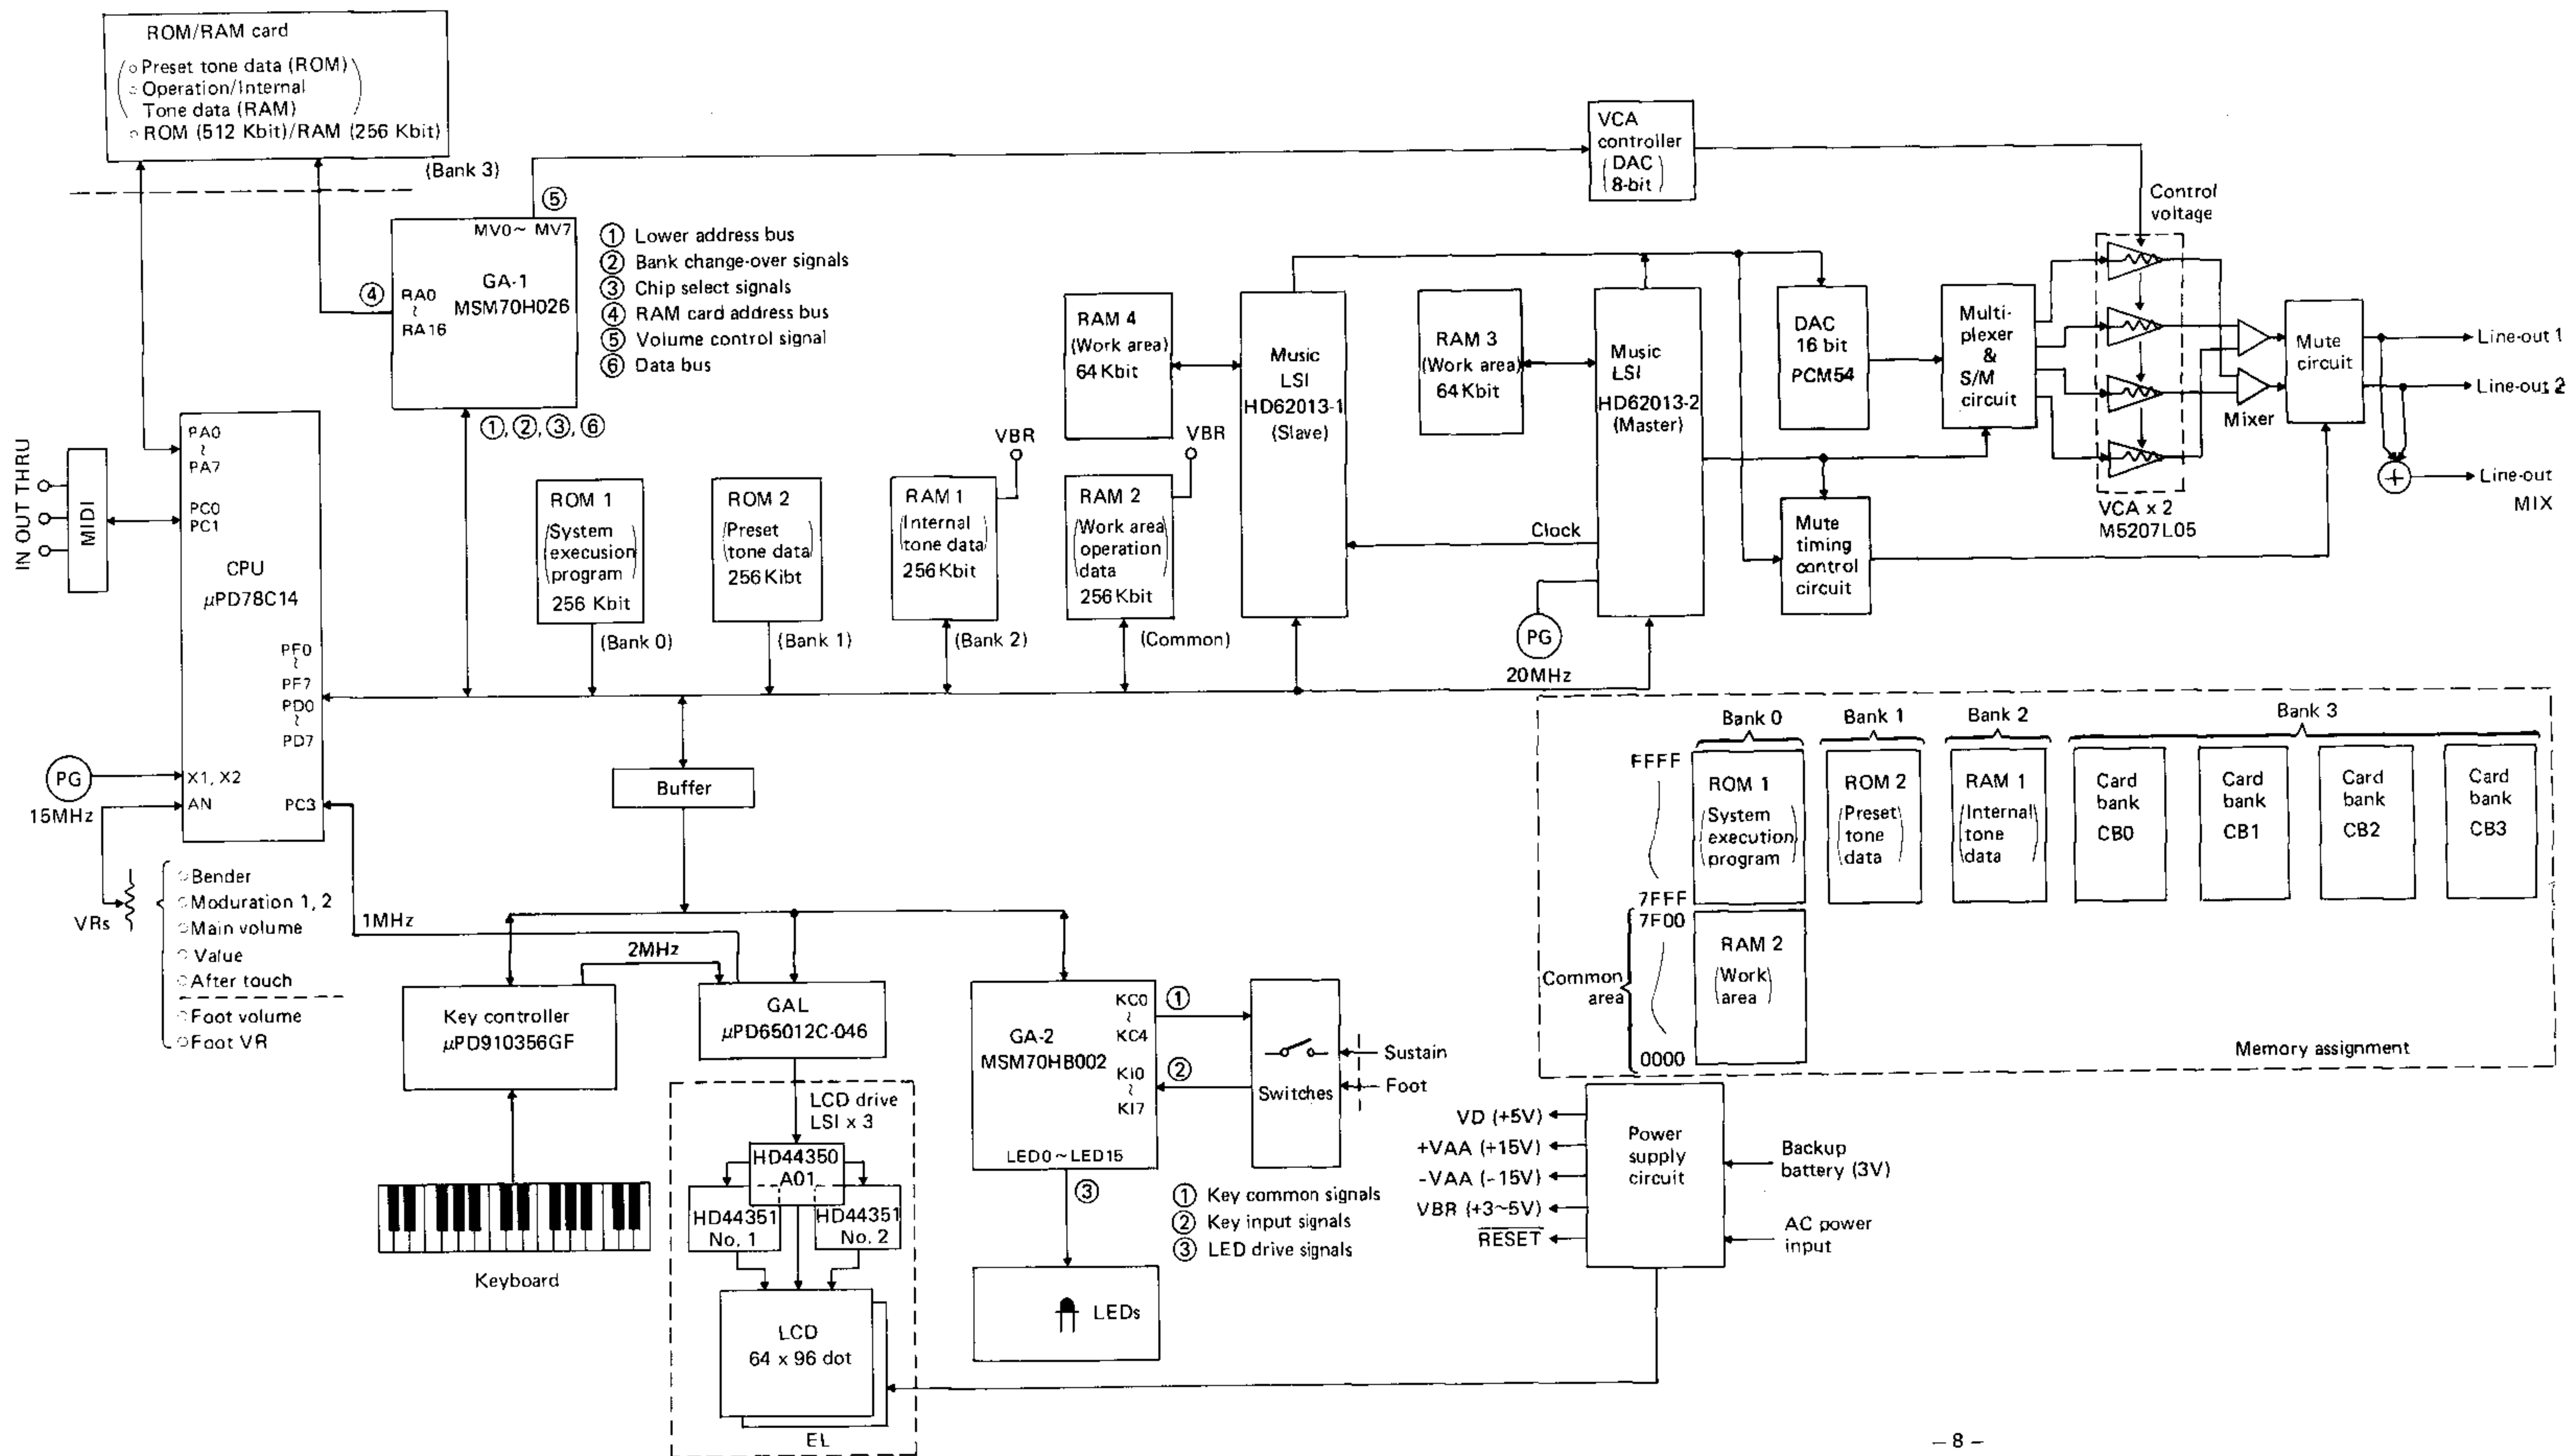 ROM/RAM card
○ Preset tone data (ROM)
○ Operation/Internal
Tone data (RAM)
○ ROM (512 Kbit)/RAM (256 Kbit)
(Bank 3)
⑤
MV0~ MV7
GA-1
MSM70H026
④
RA0
~
RA16
①, ②, ③, ⑥
① Lower address bus
② Bank change-over signals
③ Chip select signals
④ RAM card address bus
⑤ Volume control signal
⑥ Data bus
VCA
controller
(DAC
8-bit)
Control
voltage
IN OUT THRU
MIDI
PA0
~
PA7
PC0
PC1
CPU
µPD78C14
PF0
~
PF7
PD0
~
PD7
X1, X2
AN
PC3
PG
15MHz
ROM 1
(System
execusion
program)
256 Kbit
(Bank 0)
ROM 2
(Preset
tone data)
256 Kibt
(Bank 1)
VBR
RAM 1
(Internal
tone data)
256 Kbit
(Bank 2)
RAM 4
(Work area)
64 Kbit
VBR
RAM 2
(Work area
operation
data)
256 Kbit
(Common)
Music
LSI
HD62013-1
(Slave)
RAM 3
(Work area)
64 Kbit
Music
LSI
HD62013-2
(Master)
Clock
PG
20MHz
DAC
16 bit
PCM54
Multi-
plexer
&
S/M
circuit
Mute
timing
control
circuit
VCA x 2
M5207L05
Mixer
Mute
circuit
Line-out 1
Line-out 2
+
Line-out
MIX
Buffer
VRs
○ Bender
○ Moduration 1, 2
○ Main volume
○ Value
○ After touch
○ Foot volume
○ Foot VR
1MHz
2MHz
Key controller
µPD910356GF
Keyboard
GAL
µPD65012C-046
LCD drive
LSI x 3
HD44350
A01
HD44351
No. 1
HD44351
No. 2
LCD
64 x 96 dot
EL
GA-2
MSM70HB002
KC0
~
KC4
KI0
~
KI7
LED0~LED15
①
②
③
Switches
Sustain
Foot
① Key common signals
② Key input signals
③ LED drive signals
LEDs
Bank 0
Bank 1
Bank 2
Bank 3
FFFF
7FFF
7F00
0000
Common
area
ROM 1
(System
execution
program)
ROM 2
(Preset
tone
data)
RAM 1
(Internal
tone
data)
Card
bank
CB0
Card
bank
CB1
Card
bank
CB2
Card
bank
CB3
RAM 2
(Work
area)
Memory assignment
VD (+5V)
+VAA (+15V)
-VAA (-15V)
VBR (+3~5V)
RESET
Power
supply
circuit
Backup
battery (3V)
AC power
input
– 8 –